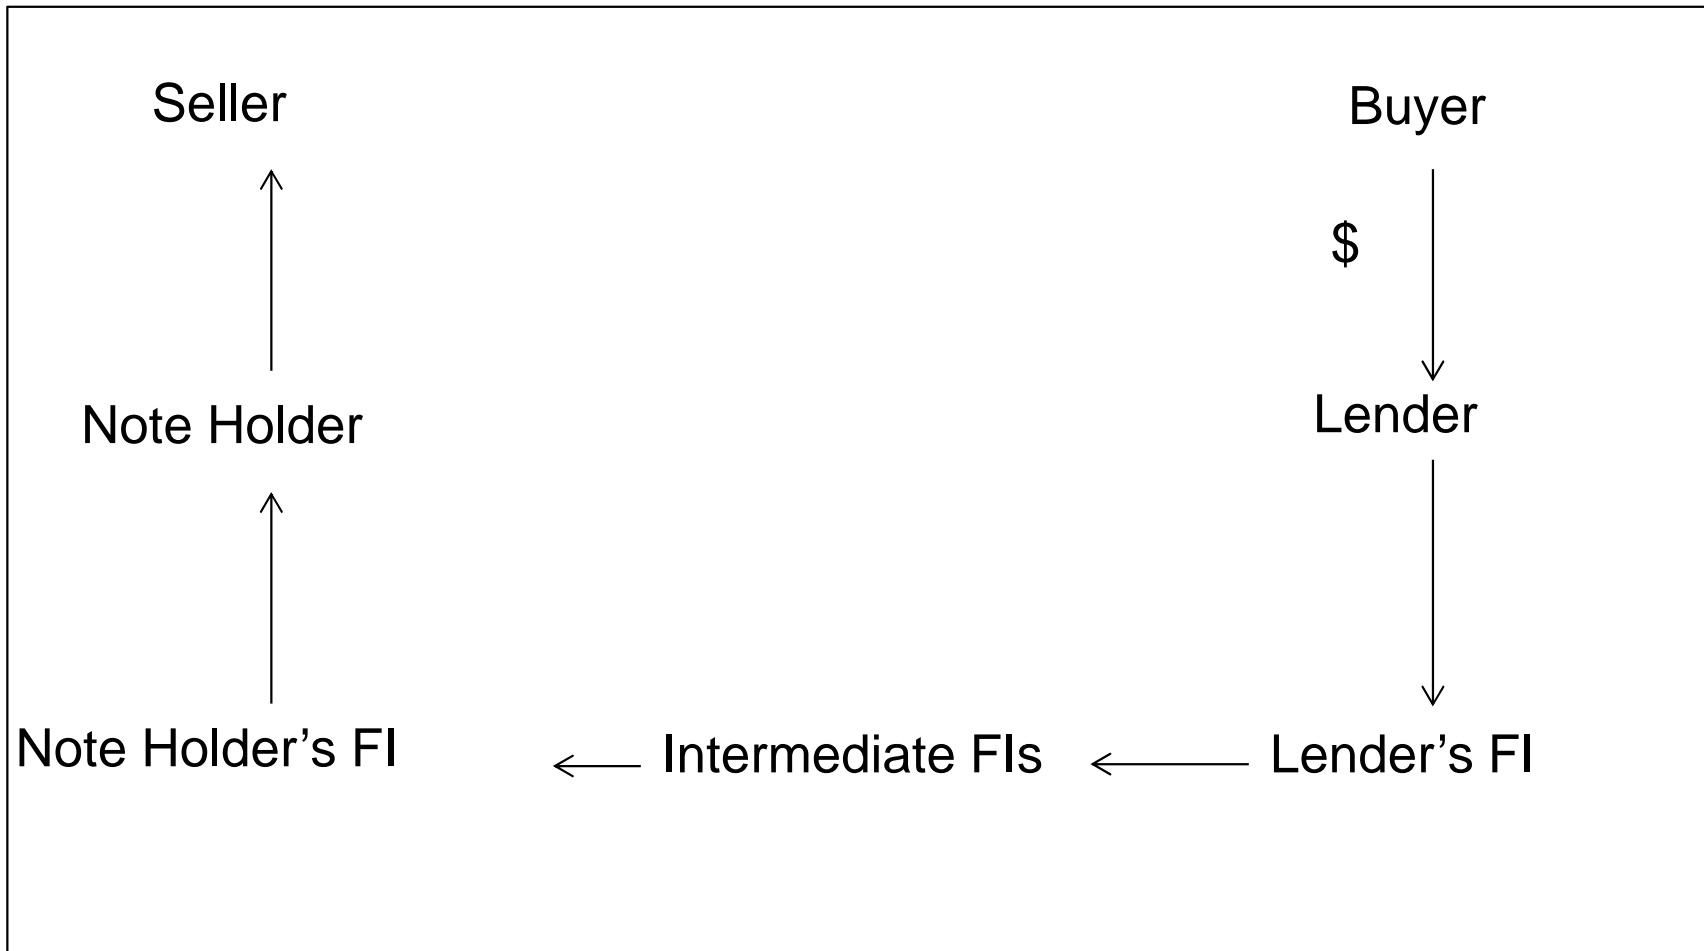 Seller
Buyer
$
Note Holder
Lender
Note Holder’s FI
Intermediate FIs
Lender’s FI